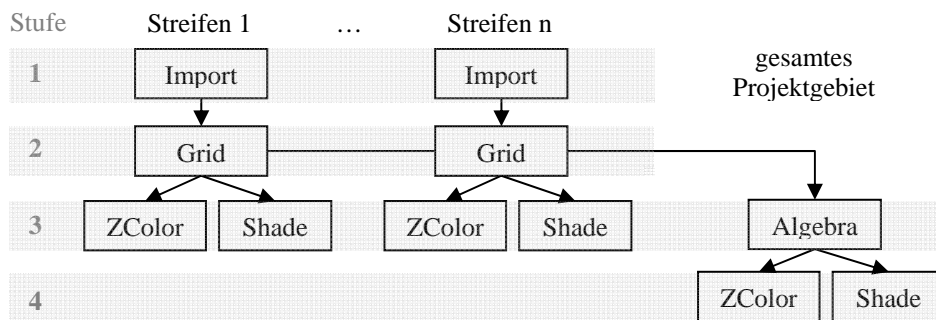 Stufe Streifen 1 … Streifen n
gesamtes
Projektgebiet
1 Import Import
2 Grid Grid
3 ZColor Shade ZColor Shade Algebra
4 ZColor Shade